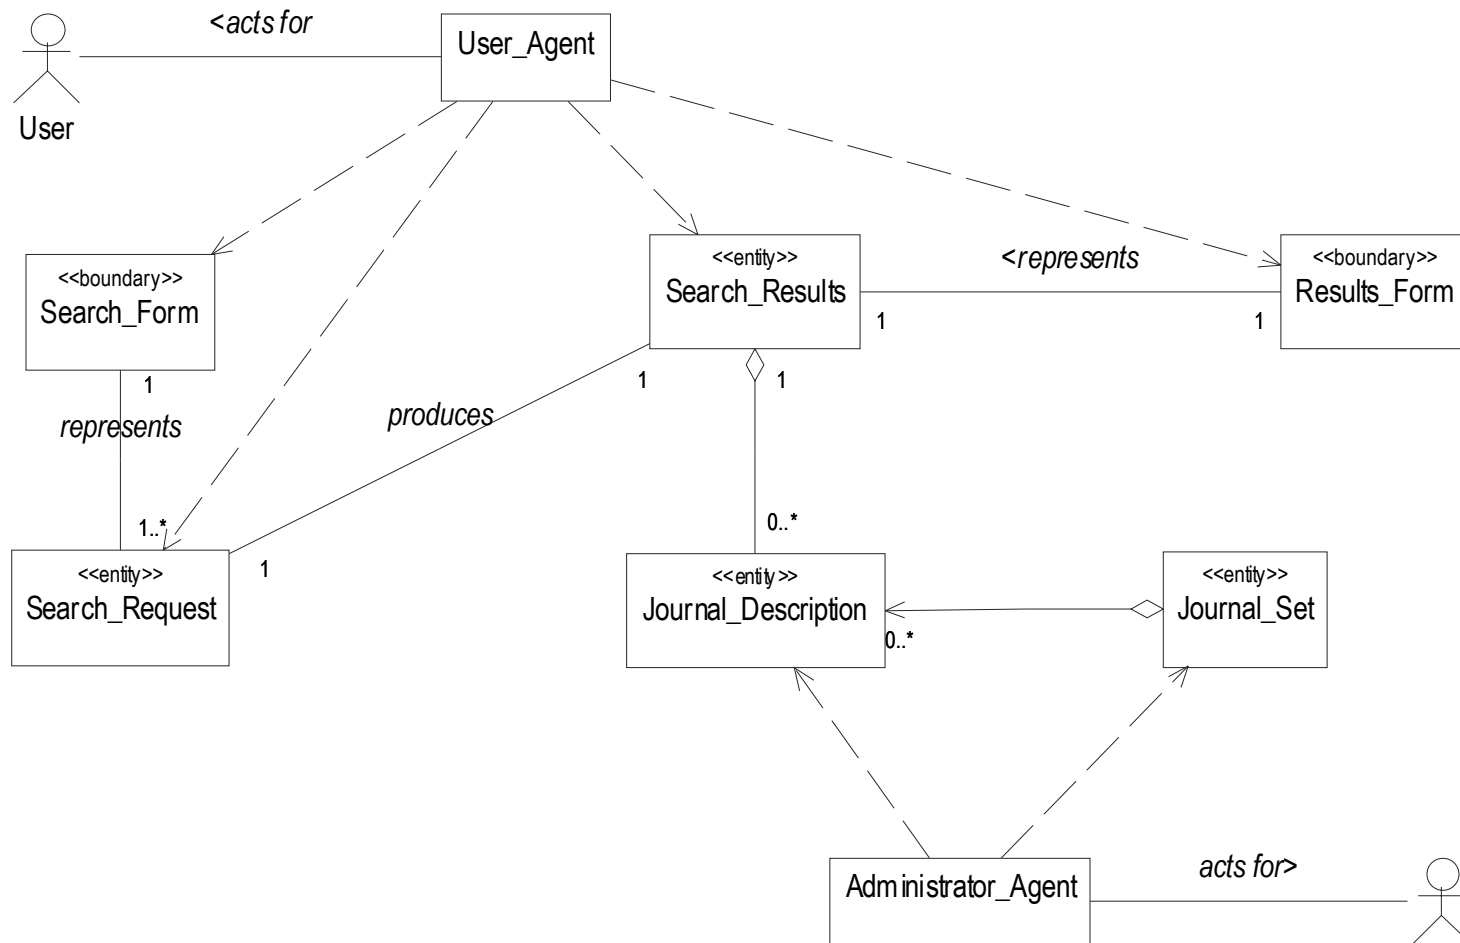 <acts for
User_Agent
User
<<boundary>>
Search_Form
<<entity>>
Search_Results
<represents
<<boundary>>
Results_Form
1
1
1
represents
produces
1
1
1..*
0..*
1
<<entity>>
Search_Request
<<entity>>
Journal_Description
0..*
<<entity>>
Journal_Set
Administrator_Agent
acts for>